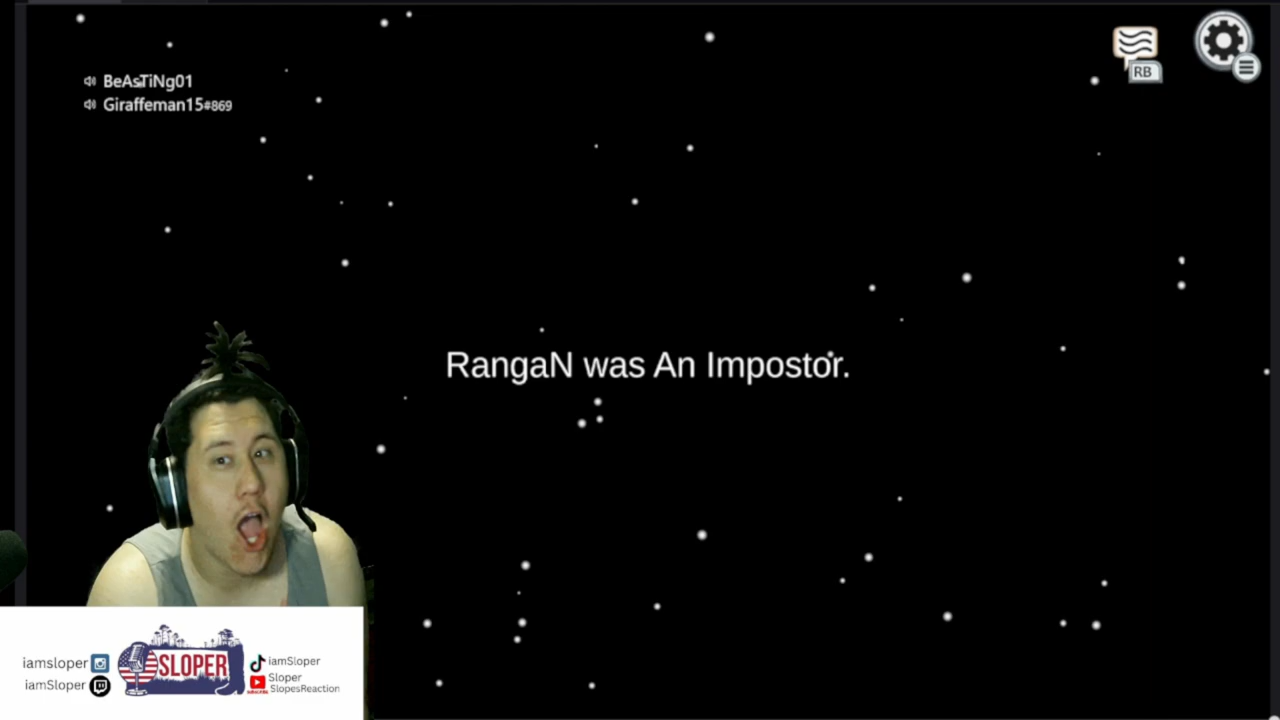 BeAsTiNg01
Giraffeman15#869
RB
RangaN was An Impostor.
iamsloper
iamSloper
SLOPER
iamSloper
Sloper
SlopesReaction